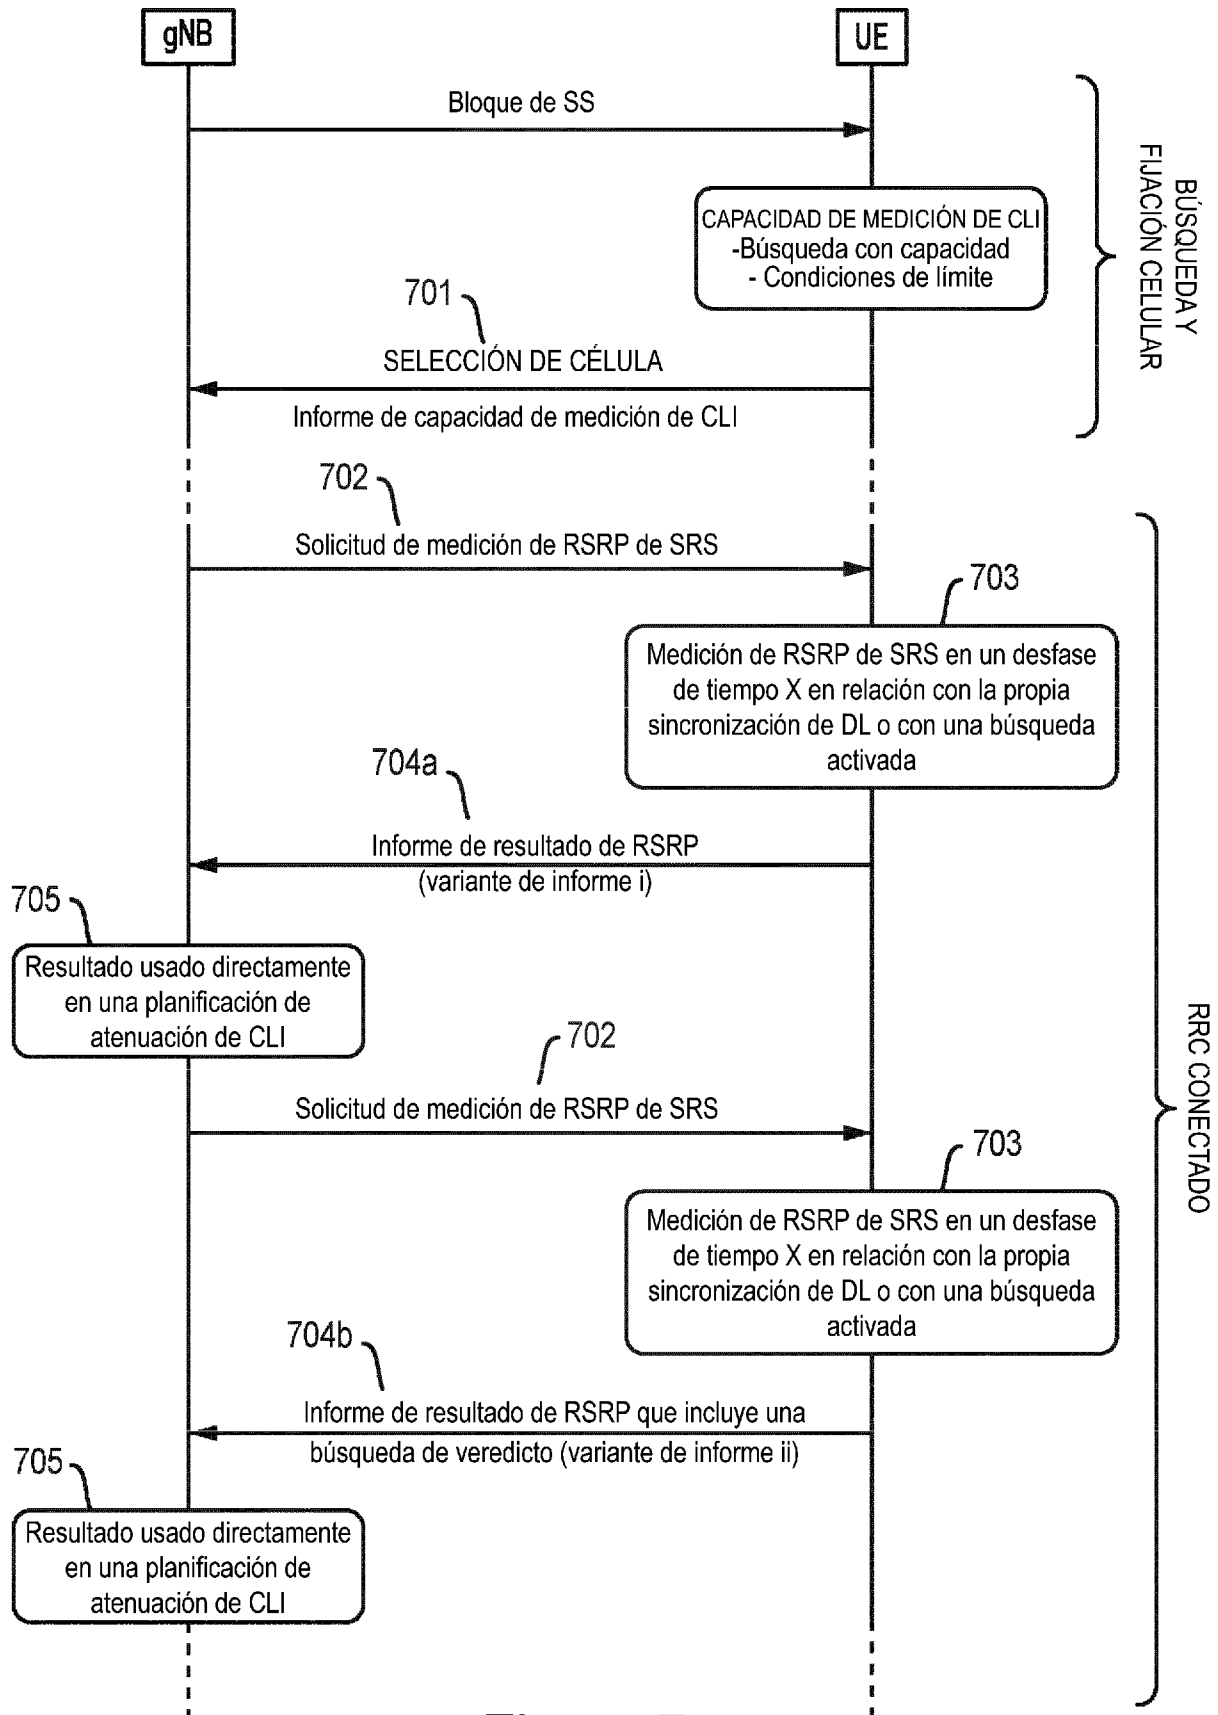 gNB
UE
Bloque de SS
CAPACIDAD DE MEDICIÓN DE CLI
-Búsqueda con capacidad
- Condiciones de límite
BÚSQUEDA Y
FIJACIÓN CELULAR
701
SELECCIÓN DE CÉLULA
Informe de capacidad de medición de CLI
702
Solicitud de medición de RSRP de SRS
703
Medición de RSRP de SRS en un desfase
de tiempo X en relación con la propia
sincronización de DL o con una búsqueda
activada
704a
Informe de resultado de RSRP
(variante de informe i)
705
Resultado usado directamente
en una planificación de
atenuación de CLI
RRC CONECTADO
702
Solicitud de medición de RSRP de SRS
703
Medición de RSRP de SRS en un desfase
de tiempo X en relación con la propia
sincronización de DL o con una búsqueda
activada
704b
Informe de resultado de RSRP que incluye una
búsqueda de veredicto (variante de informe ii)
705
Resultado usado directamente
en una planificación de
atenuación de CLI